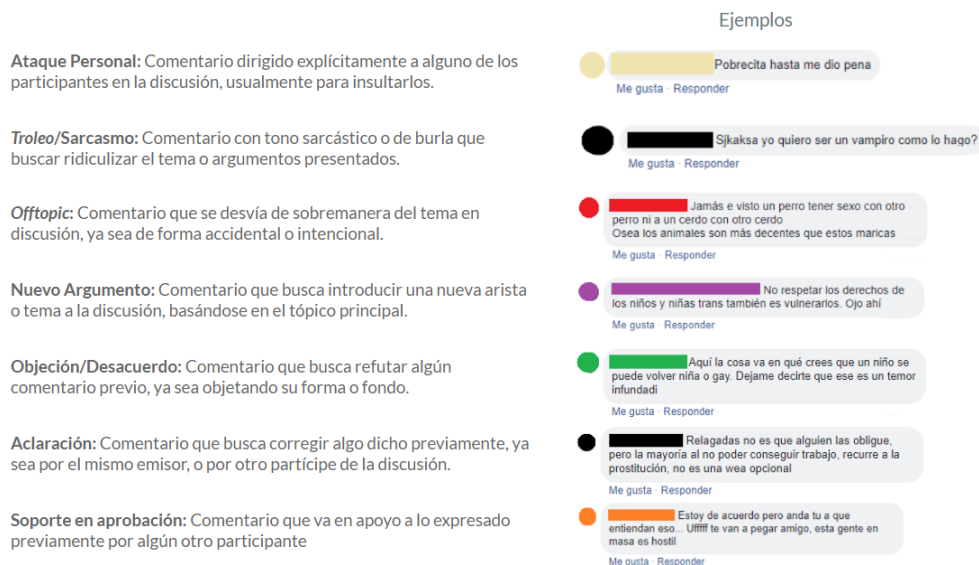 Ejemplos
Ataque Personal: Comentario dirigido explícitamente a alguno de los
participantes en la discusión, usualmente para insultarlos.
Pobrecita hasta me dio pena
Me gusta · Responder
Troleo/Sarcasmo: Comentario con tono sarcástico o de burla que
buscar ridiculizar el tema o argumentos presentados.
Sjkaksa yo quiero ser un vampiro como lo hago?
Me gusta · Responder
Offtopic: Comentario que se desvía de sobremanera del tema en
discusión, ya sea de forma accidental o intencional.
Jamás e visto un perro tener sexo con otro
perro ni a un cerdo con otro cerdo
Osea los animales son más decentes que estos maricas
Me gusta · Responder
Nuevo Argumento: Comentario que busca introducir una nueva arista
o tema a la discusión, basándose en el tópico principal.
No respetar los derechos de
los niños y niñas trans también es vulnerarlos. Ojo ahí
Me gusta · Responder
Objeción/Desacuerdo: Comentario que busca refutar algún
comentario previo, ya sea objetando su forma o fondo.
Aquí la cosa va en qué crees que un niño se
puede volver niña o gay. Dejame decirte que ese es un temor
infundadi
Me gusta · Responder
Aclaración: Comentario que busca corregir algo dicho previamente, ya
sea por el mismo emisor, o por otro partícipe de la discusión.
Relagadas no es que alguien las obligue,
pero la mayoría al no poder conseguir trabajo, recurre a la
prostitución, no es una wea opcional
Me gusta · Responder
Soporte en aprobación: Comentario que va en apoyo a lo expresado
previamente por algún otro participante
Estoy de acuerdo pero anda tu a que
entiendan eso... Ufffff te van a pegar amigo, esta gente en
masa es hostil
Me gusta · Responder